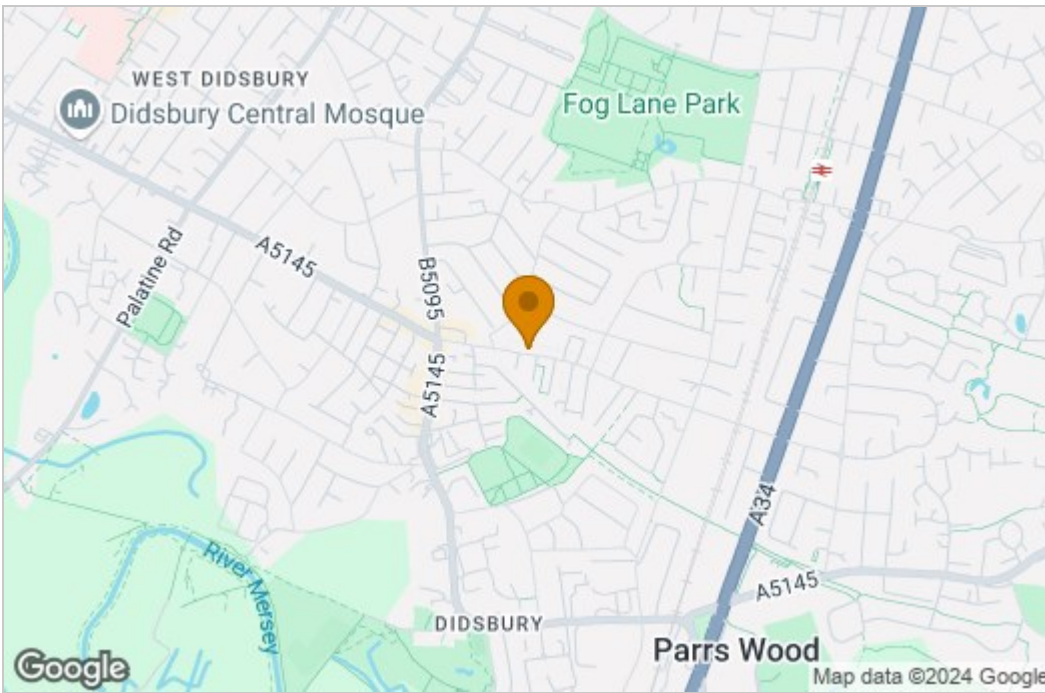 WEST DIDSBURY
Didsbury Central Mosque
Fog Lane Park
A5145
B5095
Palatine Rd
A5145
A34
A5145
River Mersey
DIDSBURY
Parrs Wood
Google
Map data ©2024 Google